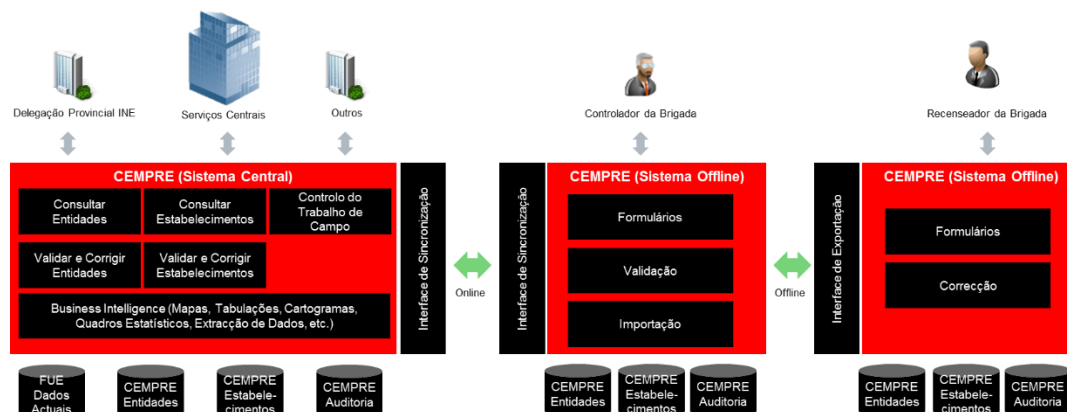 Delegação Provincial INE
Serviços Centrais
Outros
Controlador da Brigada
Recenseador da Brigada
CEMPRE (Sistema Central)
Consultar
Entidades
Consultar
Estabelecimentos
Controlo do
Trabalho de
Campo
Validar e Corrigir
Entidades
Validar e Corrigir
Estabelecimentos
Business Intelligence (Mapas, Tabulações, Cartogramas,
Quadros Estatísticos, Extracção de Dados, etc.)
Interface de Sincronização
Online
Interface de Sincronização
CEMPRE (Sistema Offline)
Formulários
Validação
Importação
Offline
Interface de Exportação
CEMPRE (Sistema Offline)
Formulários
Correcção
FUE
Dados
Actuais
CEMPRE
Entidades
CEMPRE
Estabele-
cimentos
CEMPRE
Auditoria
CEMPRE
Entidades
CEMPRE
Estabele-
cimentos
CEMPRE
Auditoria
CEMPRE
Entidades
CEMPRE
Estabele-
cimentos
CEMPRE
Auditoria